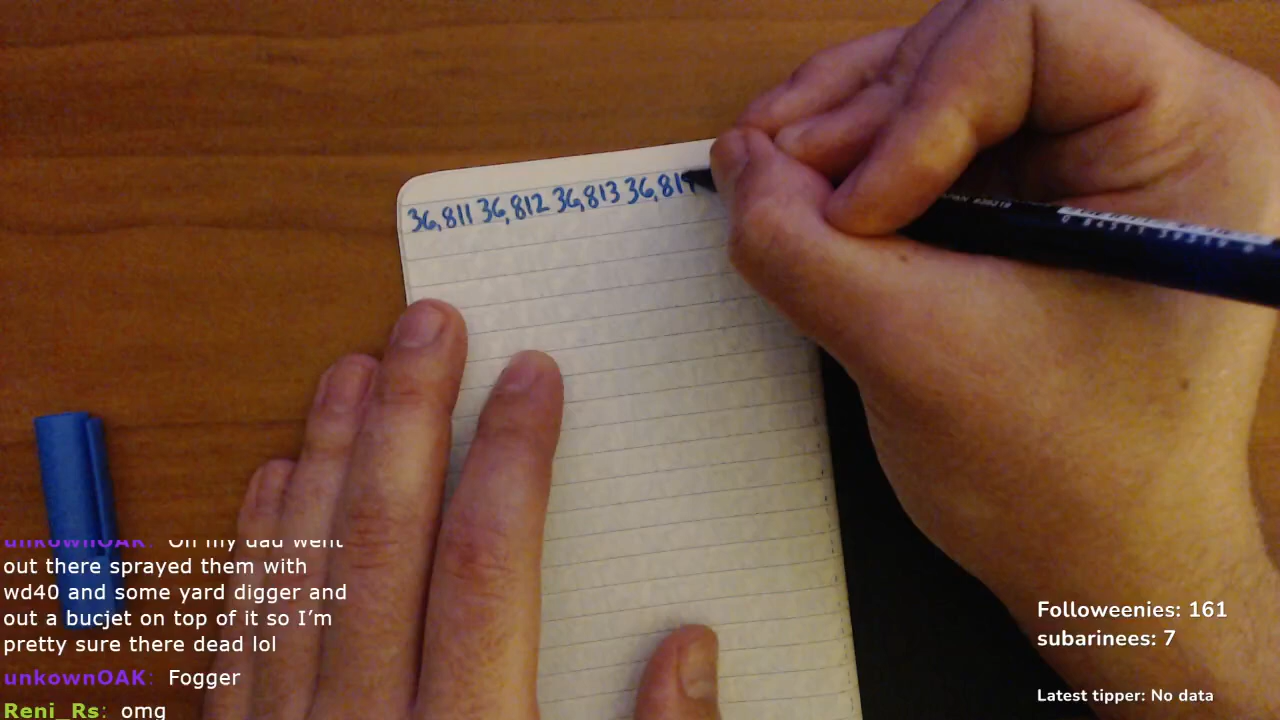 36,811 36,812 36,813 36,814
unkownOAK: Oh my dad went
out there sprayed them with
wd40 and some yard digger and
out a bucjet on top of it so I'm
pretty sure there dead lol
unkownOAK: Fogger
Reni_Rs: omg
Followeenies: 161
subarinees: 7
Latest tipper: No data